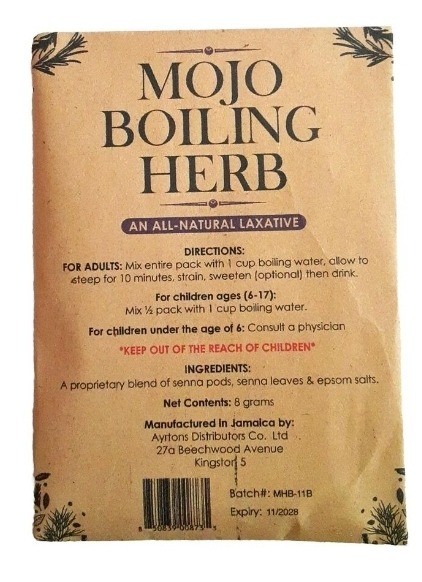 MOJO
BOILING
HERB
AN ALL-NATURAL LAXATIVE
DIRECTIONS:
FOR ADULTS: Mix entire pack with 1 cup boiling water, allow to
steep for 10 minutes, strain, sweeten (optional) then drink.
For children ages (6-17):
Mix ½ pack with 1 cup boiling water.
For children under the age of 6: Consult a physician
*KEEP OUT OF THE REACH OF CHILDREN*
INGREDIENTS:
A proprietary blend of senna pods, senna leaves & epsom salts.
Net Contents: 8 grams
Manufactured in Jamaica by:
Ayrtons Distributors Co. Ltd
27a Beechwood Avenue
Kingston 5
Batch#: MHB-11B
Expiry: 11/2028